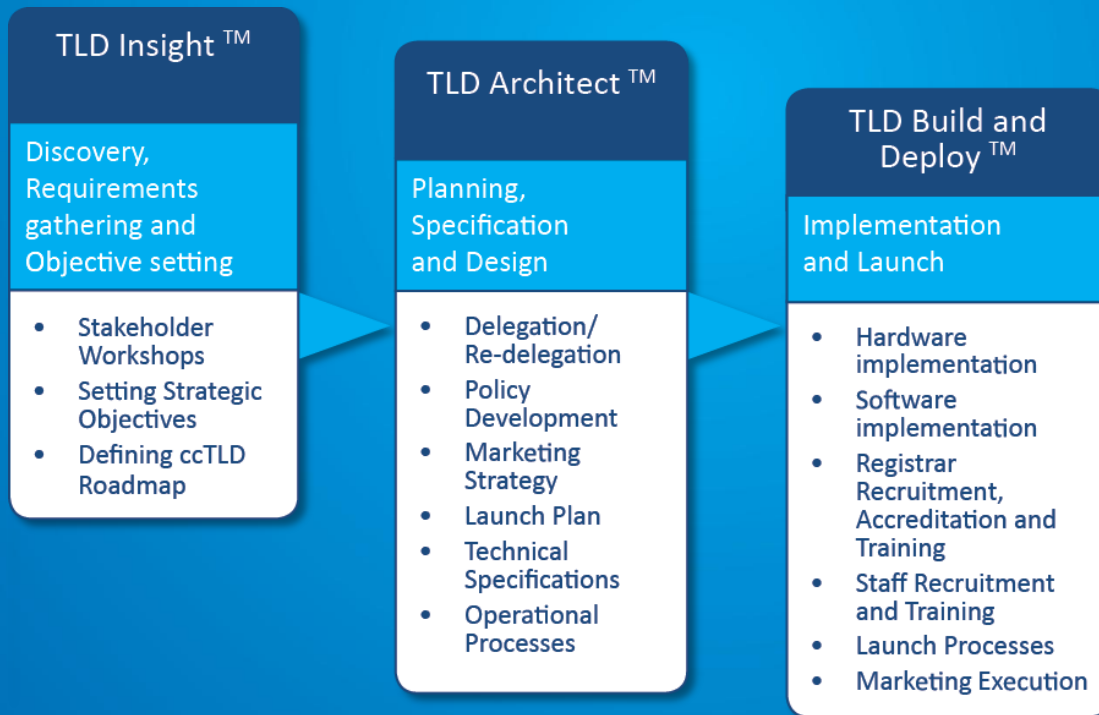 TLD Insight ™
Discovery,
Requirements
gathering and
Objective setting
• Stakeholder
Workshops
• Setting Strategic
Objectives
• Defining ccTLD
Roadmap
TLD Architect ™
Planning,
Specification
and Design
• Delegation/
Re-delegation
• Policy
Development
• Marketing
Strategy
• Launch Plan
• Technical
Specifications
• Operational
Processes
TLD Build and
Deploy ™
Implementation
and Launch
• Hardware
implementation
• Software
implementation
• Registrar
Recruitment,
Accreditation and
Training
• Staff Recruitment
and Training
• Launch Processes
• Marketing Execution